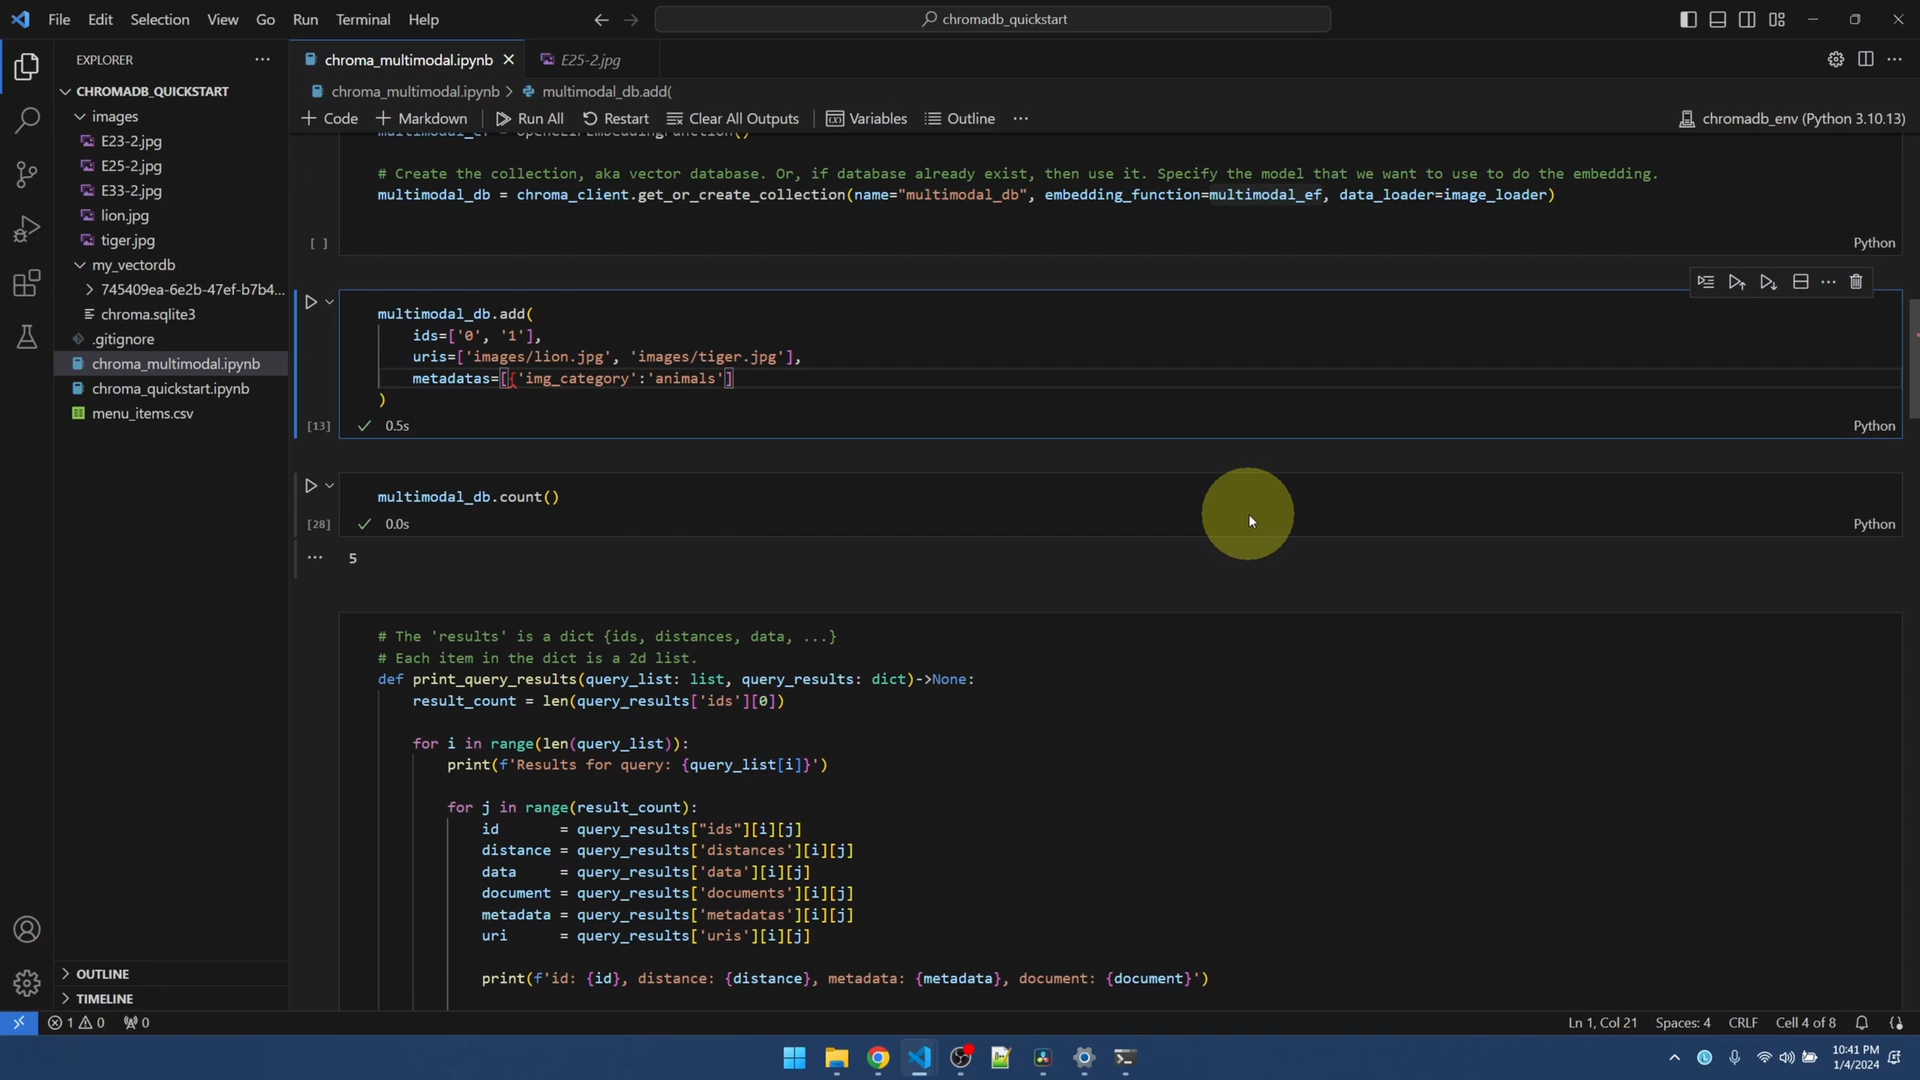 File Edit Selection View Go Run Terminal Help
chromadb_quickstart
EXPLORER
chroma_multimodal.ipynb
E25-2.jpg
CHROMADB_QUICKSTART
chroma_multimodal.ipynb > multimodal_db.add(
images
+ Code + Markdown Run All Restart Clear All Outputs Variables Outline ...
chromadb_env (Python 3.10.13)
E23-2.jpg
E25-2.jpg
E33-2.jpg
lion.jpg
tiger.jpg
my_vectordb
745409ea-6e2b-47ef-b7b4...
chroma.sqlite3
.gitignore
chroma_multimodal.ipynb
chroma_quickstart.ipynb
menu_items.csv
OUTLINE
TIMELINE
multimodal_ef = OpenCLIPEmbeddingFunction()
# Create the collection, aka vector database. Or, if database already exist, then use it. Specify the model that we want to use to do the embedding.
multimodal_db = chroma_client.get_or_create_collection(name="multimodal_db", embedding_function=multimodal_ef, data_loader=image_loader)
[ ]
Python
multimodal_db.add(
ids=['0', '1'],
uris=['images/lion.jpg', 'images/tiger.jpg'],
metadatas=[{'img_category':'animals']
)
[13] 0.5s
Python
multimodal_db.count()
[28] 0.0s
Python
... 5
# The 'results' is a dict {ids, distances, data, ...}
# Each item in the dict is a 2d list.
def print_query_results(query_list: list, query_results: dict)->None:
result_count = len(query_results['ids'][0])
for i in range(len(query_list)):
print(f'Results for query: {query_list[i]}')
for j in range(result_count):
id = query_results["ids"][i][j]
distance = query_results['distances'][i][j]
data = query_results['data'][i][j]
document = query_results['documents'][i][j]
metadata = query_results['metadatas'][i][j]
uri = query_results['uris'][i][j]
print(f'id: {id}, distance: {distance}, metadata: {metadata}, document: {document}')
1 0 0
Ln 1, Col 21 Spaces: 4 CRLF Cell 4 of 8
10:41 PM
1/4/2024